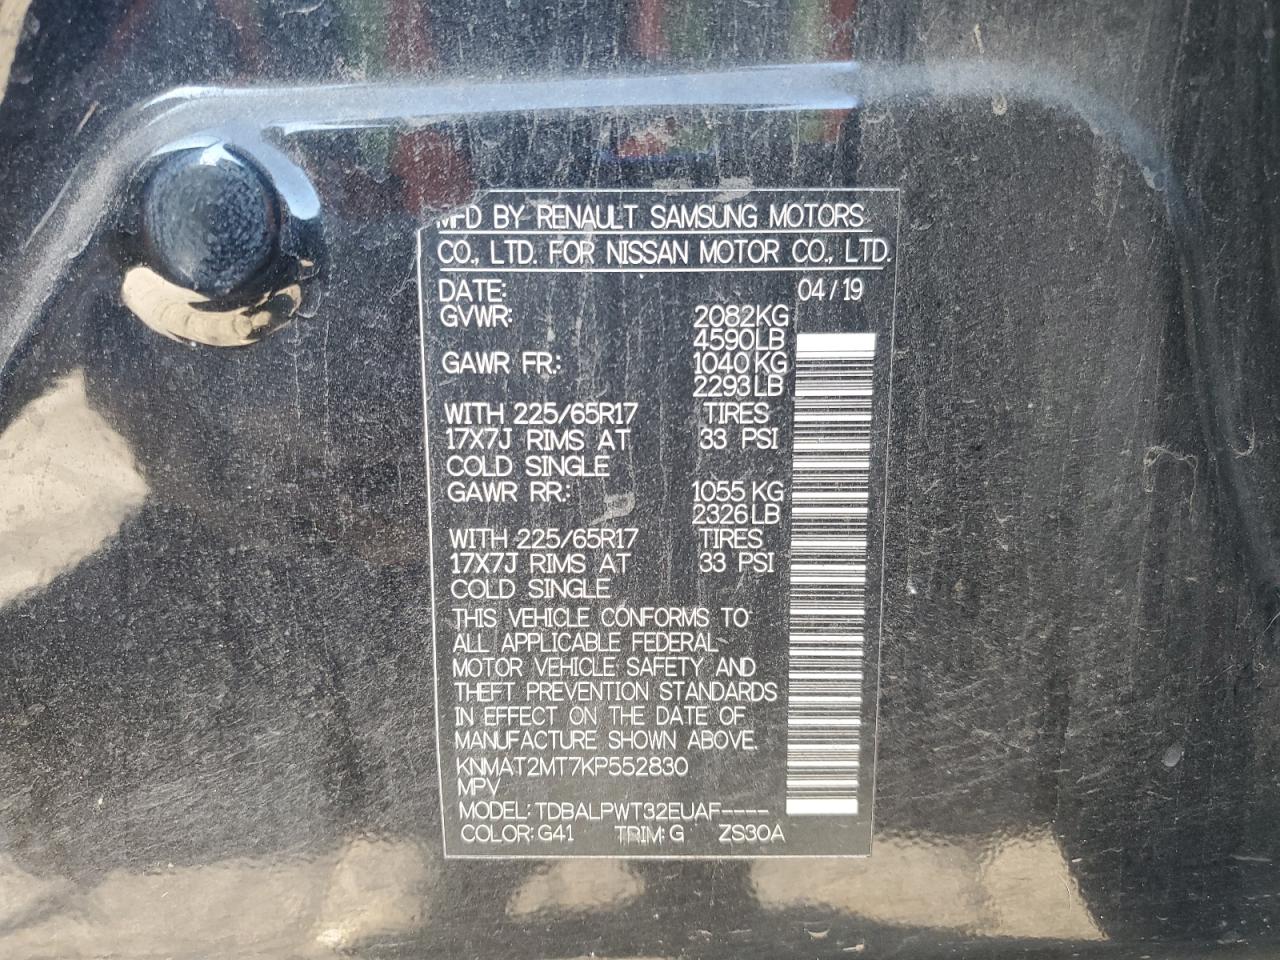 MFD BY RENAULT SAMSUNG MOTORS
CO., LTD. FOR NISSAN MOTOR CO., LTD.
DATE: 04/19
GVWR: 2082KG
4590LB
GAWR FR.: 1040 KG
2293 LB
WITH 225/65R17 TIRES
17X7J RIMS AT 33 PSI
COLD SINGLE
GAWR RR.: 1055 KG
2326 LB
WITH 225/65R17 TIRES
17X7J RIMS AT 33 PSI
COLD SINGLE
THIS VEHICLE CONFORMS TO
ALL APPLICABLE FEDERAL
MOTOR VEHICLE SAFETY AND
THEFT PREVENTION STANDARDS
IN EFFECT ON THE DATE OF
MANUFACTURE SHOWN ABOVE.
KNMAT2MT7KP552830
MPV
MODEL: TDBALPWT32EUAF----
COLOR: G41 TRIM: G ZS30A